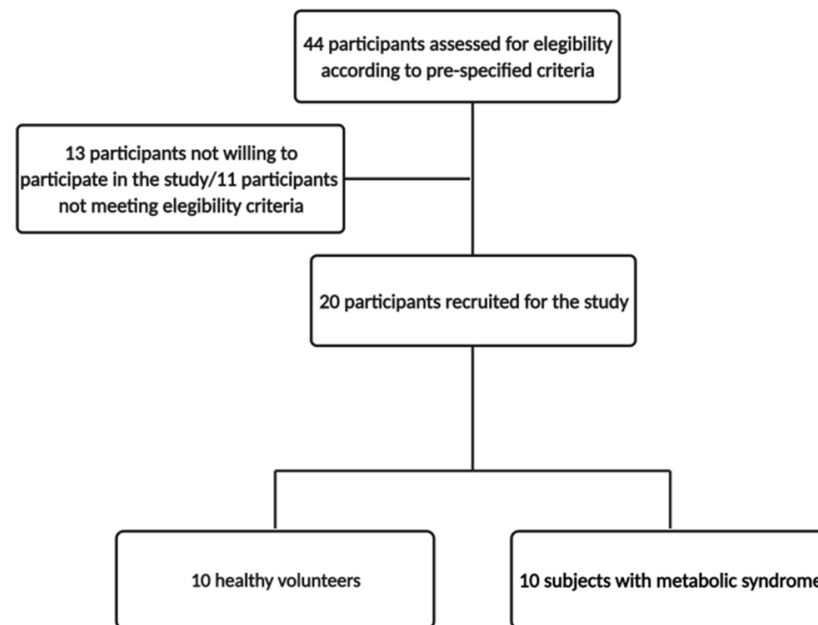 44 participants assessed for elegibility
according to pre-specified criteria
13 participants not willing to
participate in the study/11 participants
not meeting elegibility criteria
20 participants recruited for the study
10 healthy volunteers
10 subjects with metabolic syndrome